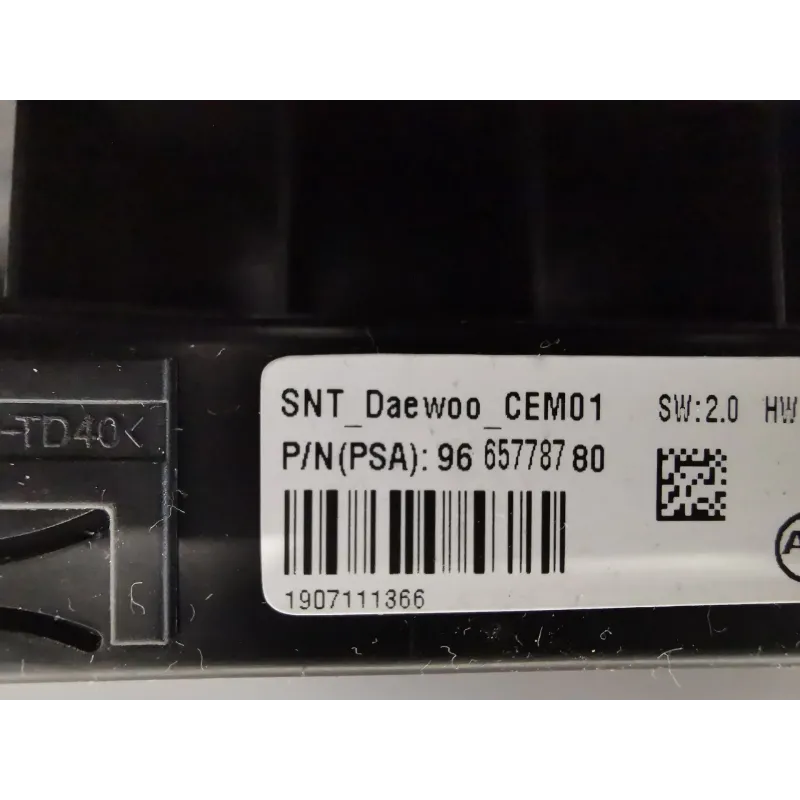 -TD40<
SNT_Daewoo_CEM01 SW:2.0 HW
P/N(PSA): 96 657787 80
A
1907111366